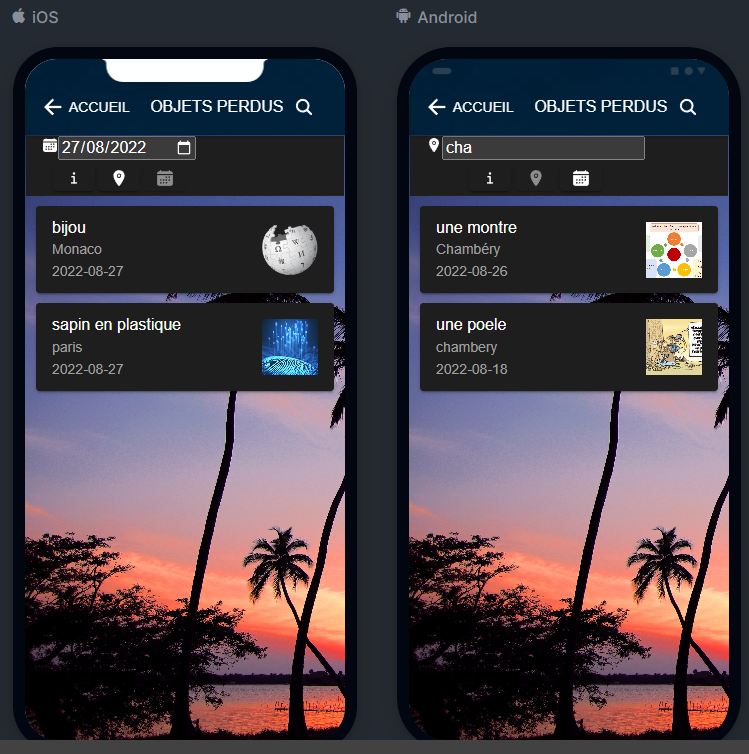 iOS
ACCUEIL OBJETS PERDUS
27/08/2022
i
bijou
Monaco
2022-08-27
sapin en plastique
paris
2022-08-27
Android
ACCUEIL OBJETS PERDUS
cha
i
une montre
Chambéry
2022-08-26
une poele
chambery
2022-08-18